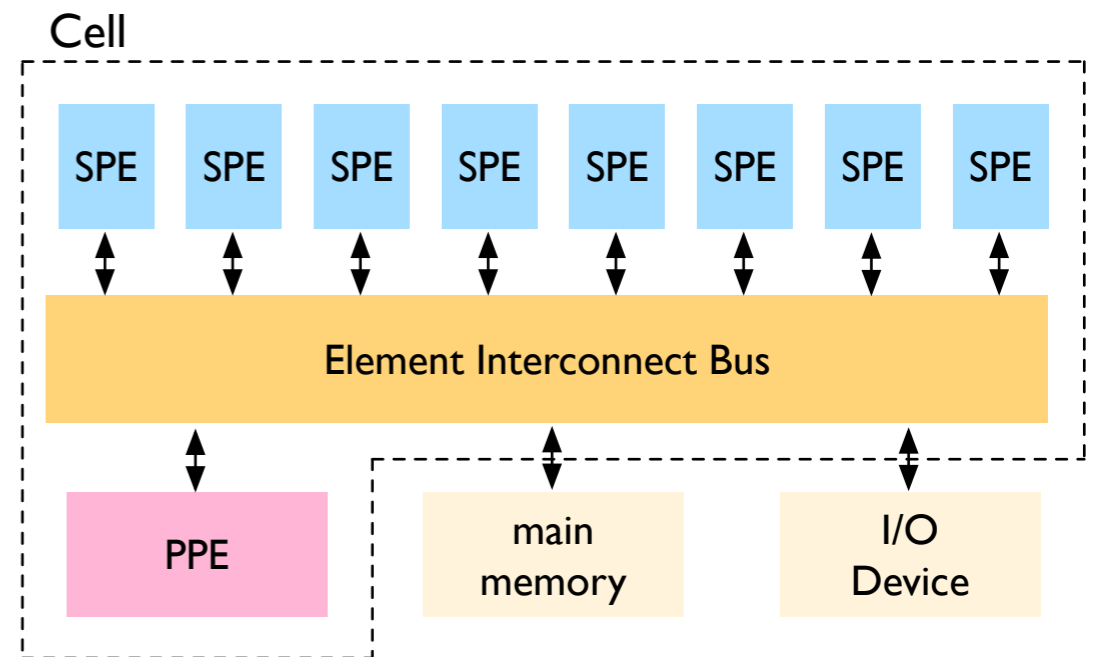 Cell
SPE SPE SPE SPE SPE SPE SPE SPE
Element Interconnect Bus
PPE
main
memory
I/O
Device